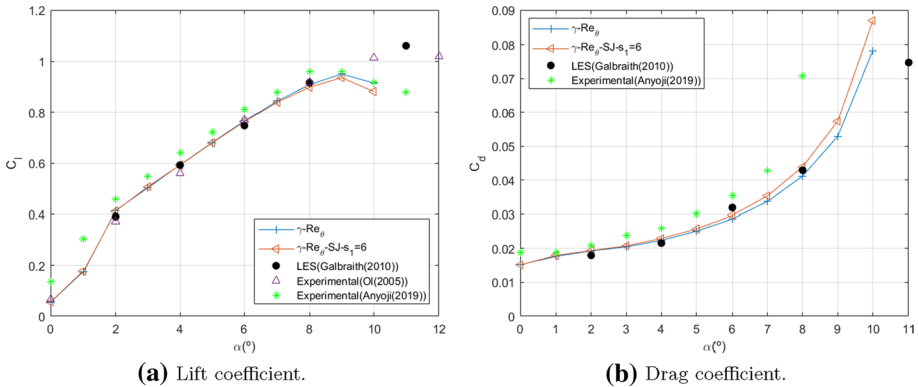 1.2
1
0.8
0.6
0.4
0.2
0
C_l
0 2 4 6 8 10 12
α(º)
γ-Re_θ
γ-Re_θ-SJ-s_1=6
LES(Galbraith(2010))
Experimental(Ol(2005))
Experimental(Anyoji(2019))
(a) Lift coefficient.
0.09
0.08
0.07
0.06
0.05
0.04
0.03
0.02
0.01
0
C_d
0 1 2 3 4 5 6 7 8 9 10 11
α(º)
γ-Re_θ
γ-Re_θ-SJ-s_1=6
LES(Galbraith(2010))
Experimental(Anyoji(2019))
(b) Drag coefficient.